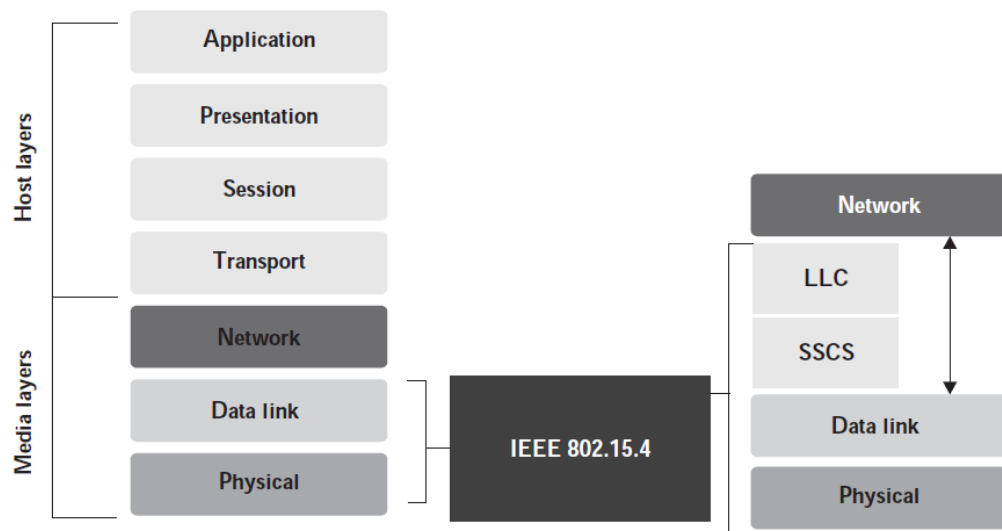 Host layers
Application
Presentation
Session
Transport
Media layers
Network
Data link
Physical
IEEE 802.15.4
Network
LLC
SSCS
Data link
Physical